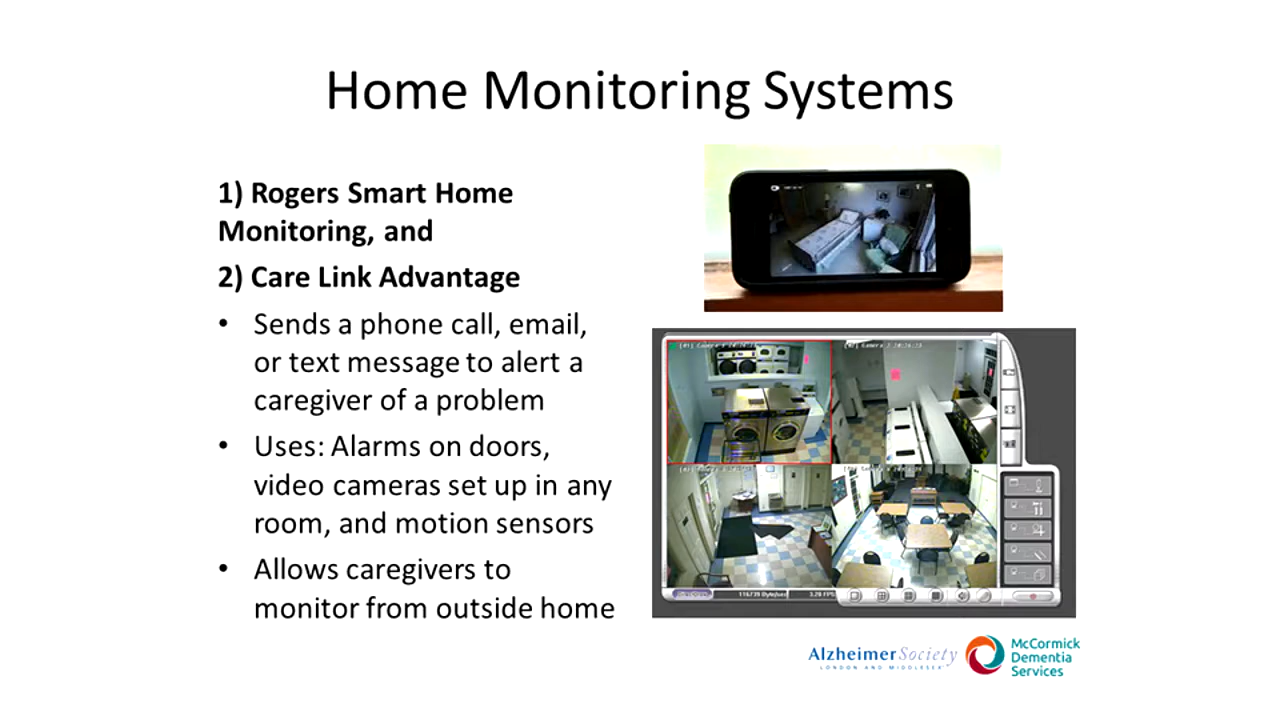 Home Monitoring Systems
1) Rogers Smart Home
Monitoring, and
2) Care Link Advantage
• Sends a phone call, email,
or text message to alert a
caregiver of a problem
• Uses: Alarms on doors,
video cameras set up in any
room, and motion sensors
• Allows caregivers to
monitor from outside home
AlzheimerSociety
LONDON AND MIDDLESEX
McCormick
Dementia
Services